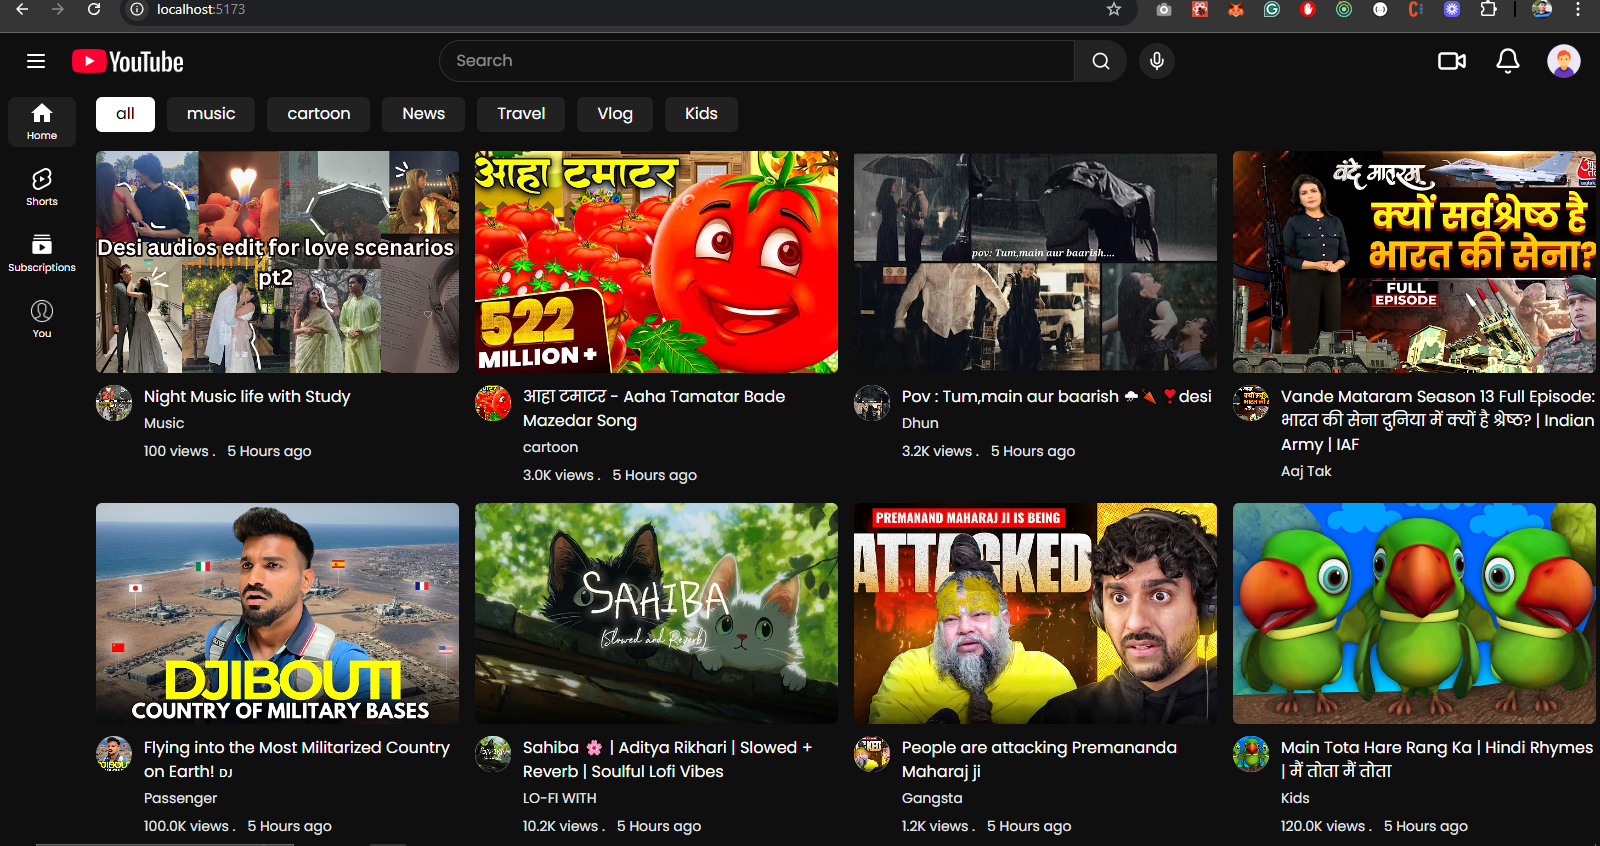 localhost:5173
YouTube
Search
all
music
cartoon
News
Travel
Vlog
Kids
Home
Shorts
Subscriptions
You
Desi audios edit for love scenarios
pt2
Night Music life with Study
Music
100 views . 5 Hours ago
आहा टमाटर
522
MILLION +
आहा टमाटर - Aaha Tamatar Bade
Mazedar Song
cartoon
3.0K views . 5 Hours ago
pov: Tum,main aur baarish....
Pov : Tum,main aur baarish 🌧️🌂❣️desi
Dhun
3.2K views . 5 Hours ago
वंदे मातरम्
क्यों सर्वश्रेष्ठ है
भारत की सेना?
FULL
EPISODE
Vande Mataram Season 13 Full Episode:
भारत की सेना दुनिया में क्यों है श्रेष्ठ? | Indian
Army | IAF
Aaj Tak
DJIBOUTI
COUNTRY OF MILITARY BASES
Flying into the Most Militarized Country
on Earth! DJ
Passenger
100.0K views . 5 Hours ago
SAHIBA
(Slowed and Reverb)
Sahiba 🌸 | Aditya Rikhari | Slowed +
Reverb | Soulful Lofi Vibes
LO-FI WITH
10.2K views . 5 Hours ago
PREMANAND MAHARAJ JI IS BEING
ATTACKED
People are attacking Premananda
Maharaj ji
Gangsta
1.2K views . 5 Hours ago
Main Tota Hare Rang Ka | Hindi Rhymes
| मैं तोता मैं तोता
Kids
120.0K views . 5 Hours ago